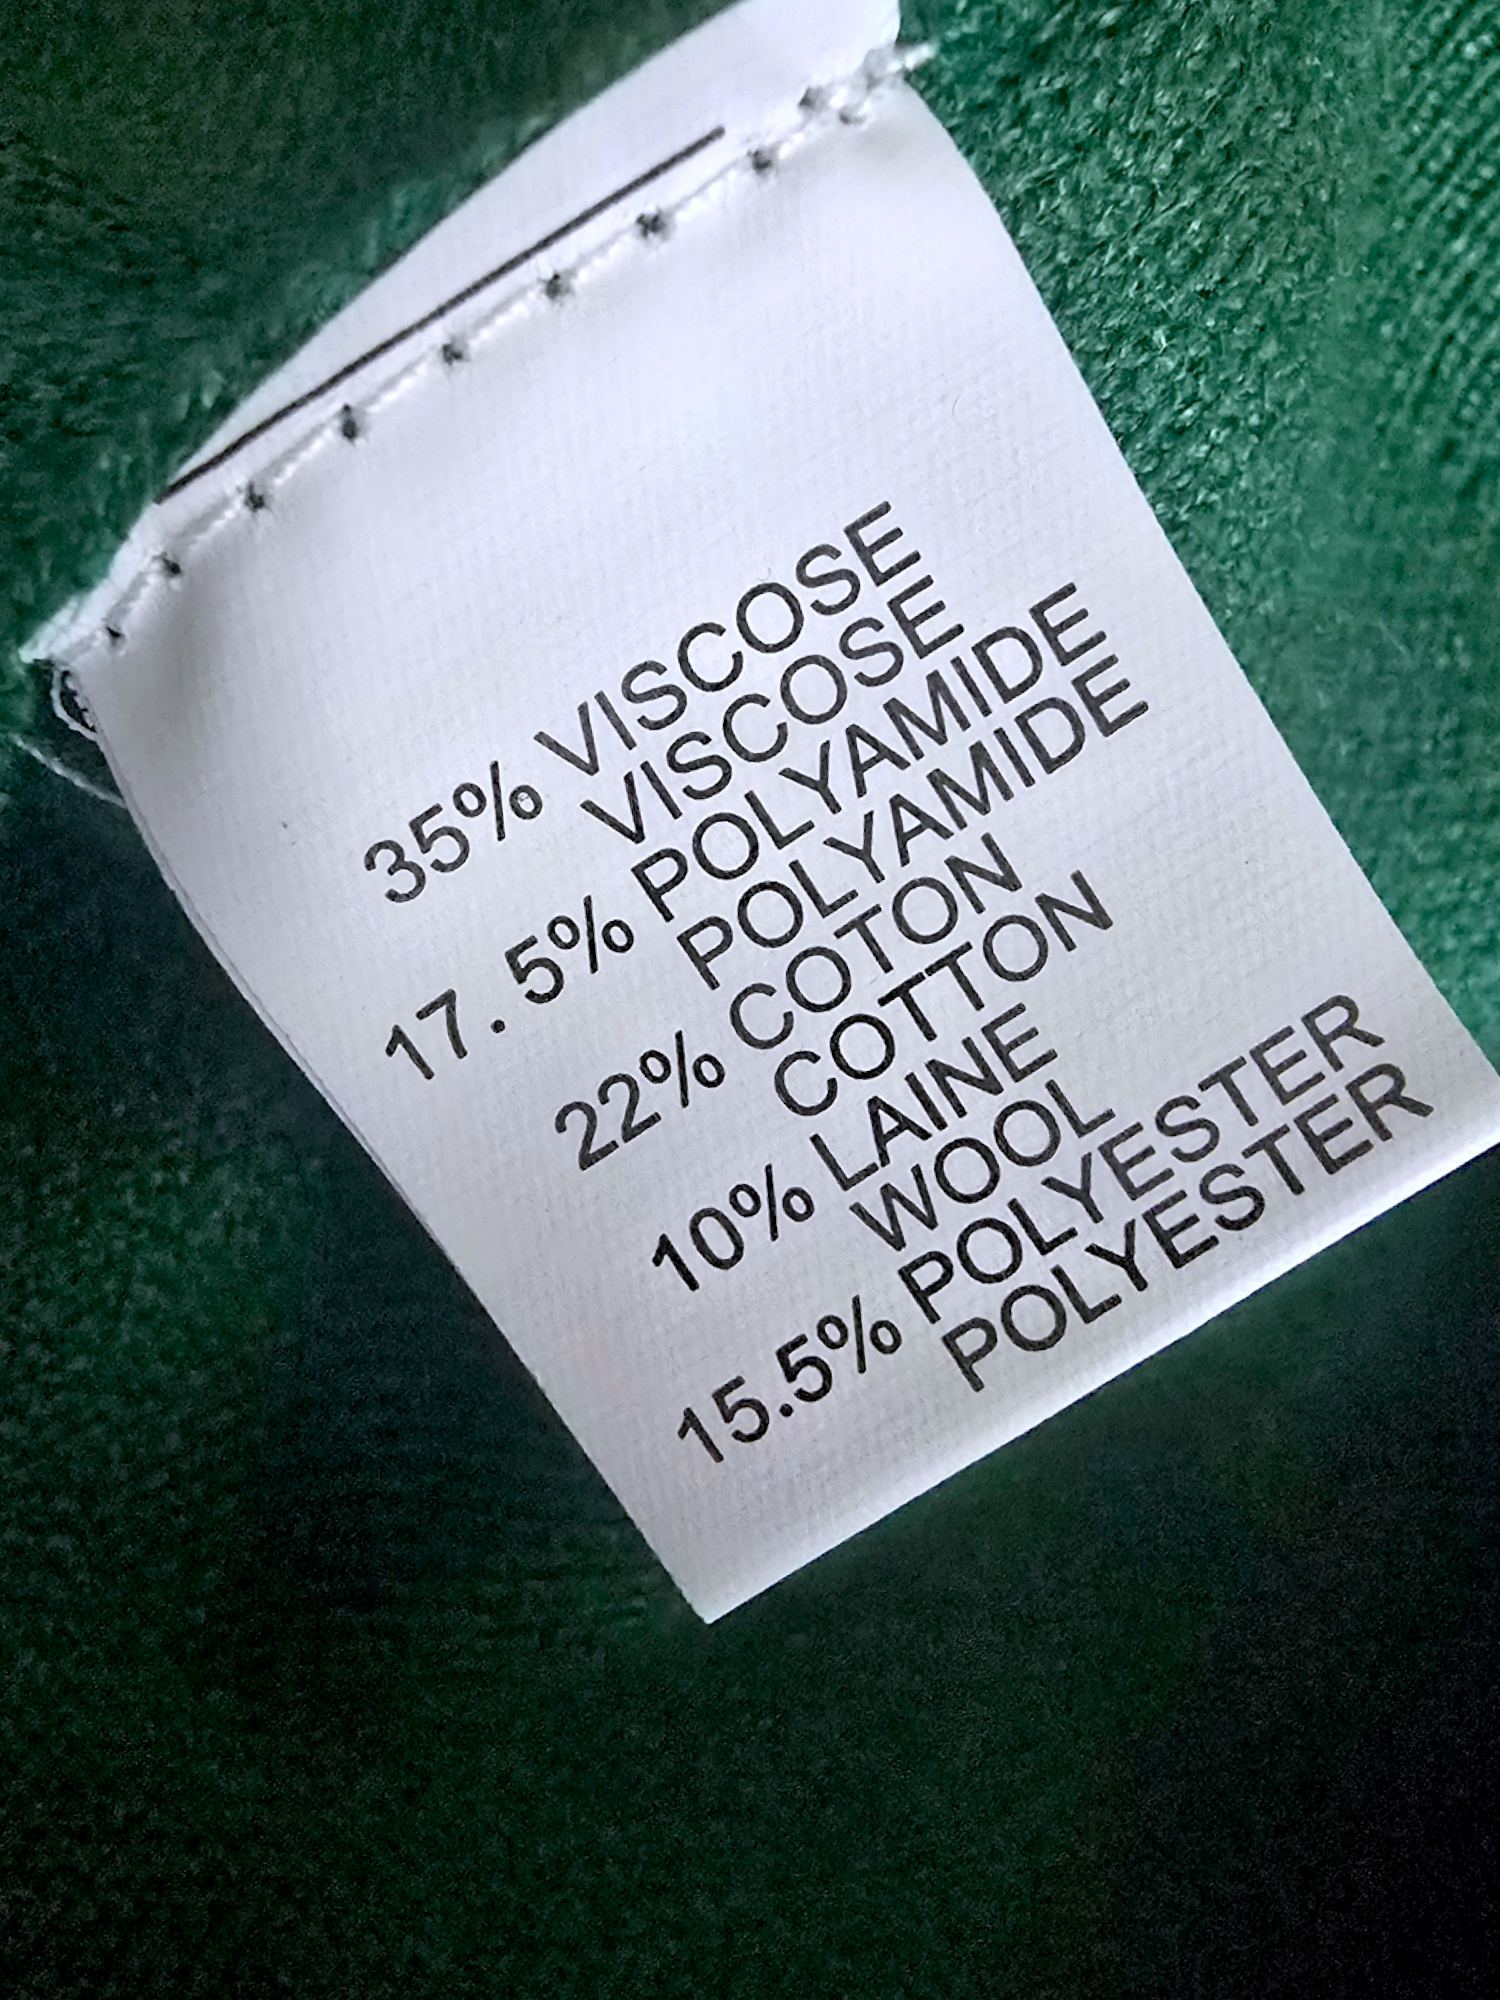 35% VISCOSE
VISCOSE
17. 5% POLYAMIDE
POLYAMIDE
22% COTON
COTTON
10% LAINE
WOOL
15.5% POLYESTER
POLYESTER